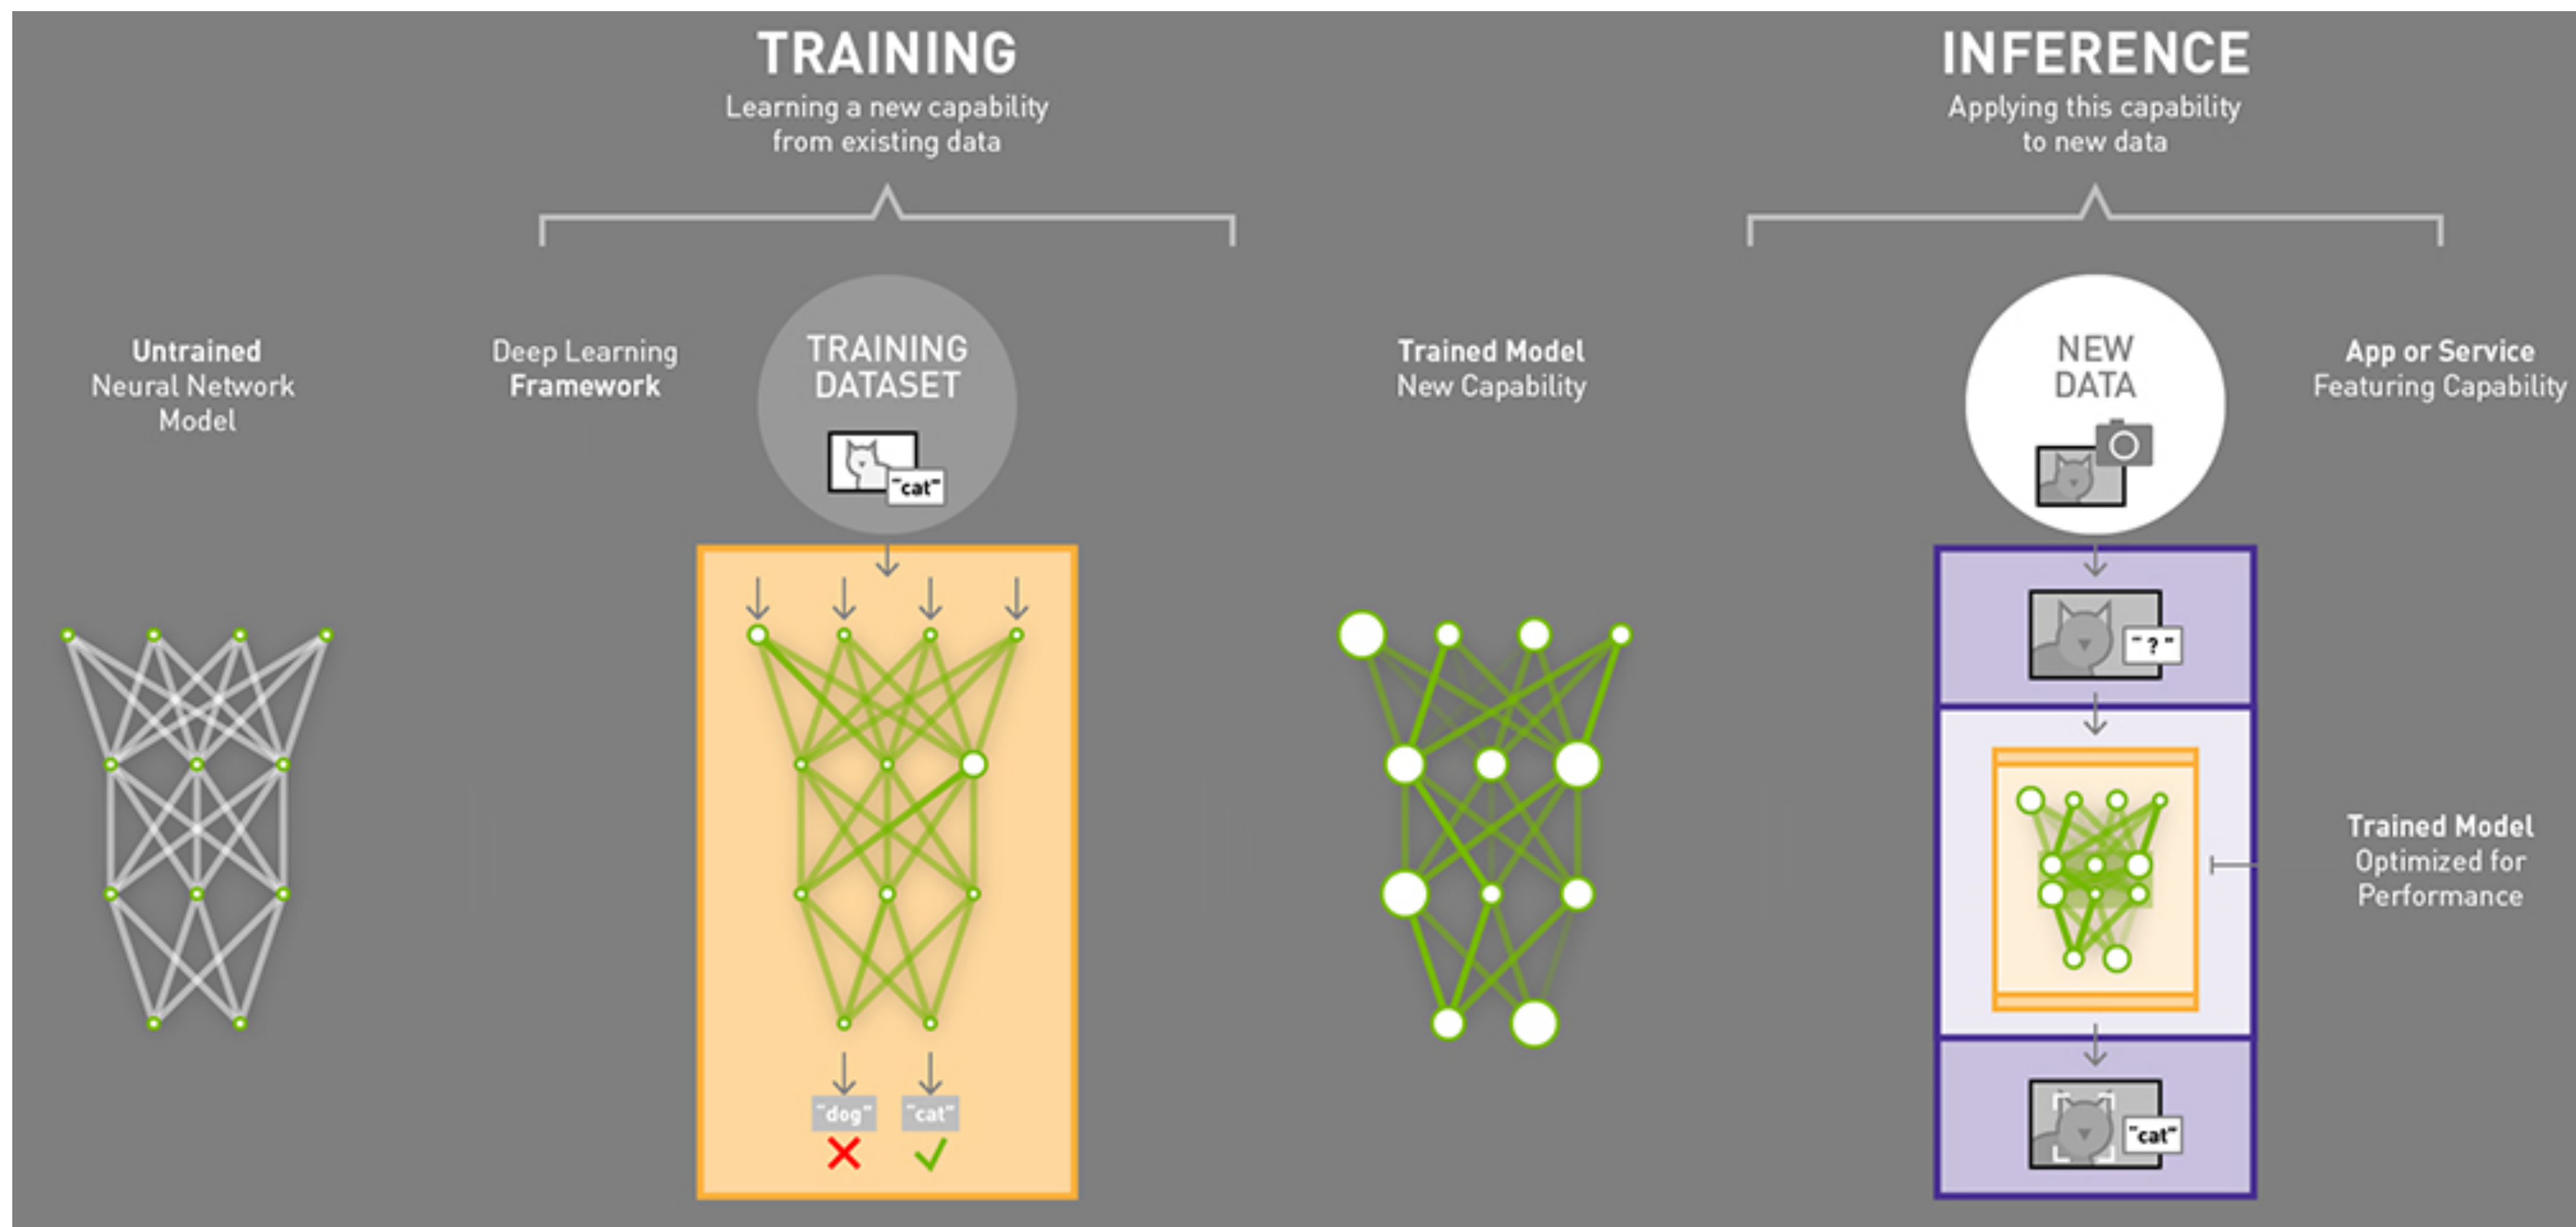 TRAINING
Learning a new capability
from existing data
INFERENCE
Applying this capability
to new data
Untrained
Neural Network
Model
Deep Learning
Framework
TRAINING
DATASET
"cat"
Trained Model
New Capability
NEW
DATA
App or Service
Featuring Capability
"?"
Trained Model
Optimized for
Performance
"dog"
"cat"
"cat"